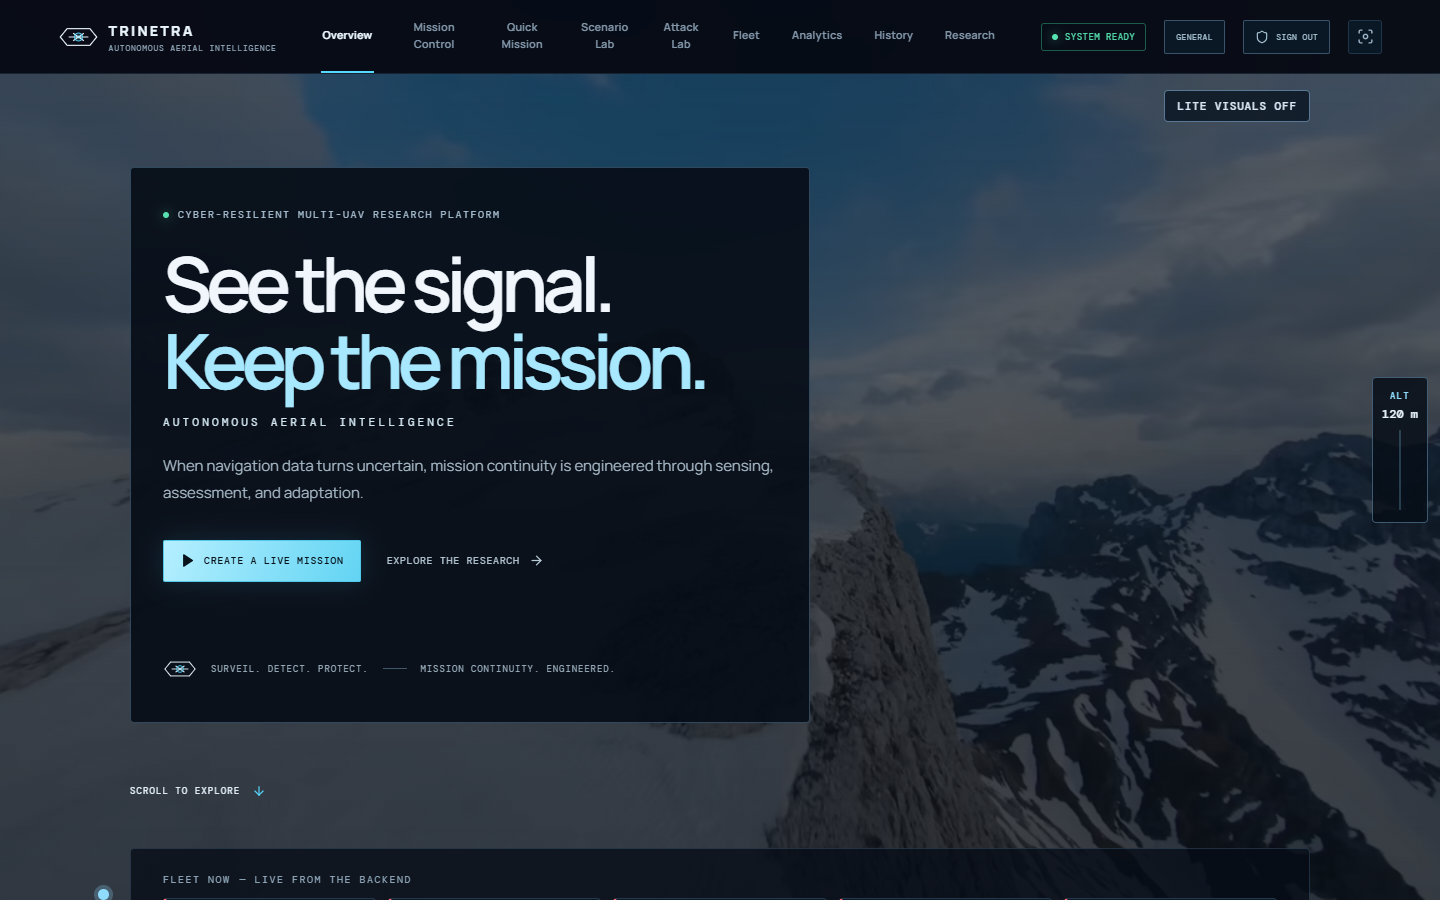 TRINETRA
AUTONOMOUS AERIAL INTELLIGENCE
Overview
Mission
Control
Quick
Mission
Scenario
Lab
Attack
Lab
Fleet
Analytics
History
Research
SYSTEM READY
GENERAL
SIGN OUT
LITE VISUALS OFF
CYBER-RESILIENT MULTI-UAV RESEARCH PLATFORM
See the signal.
Keep the mission.
AUTONOMOUS AERIAL INTELLIGENCE
When navigation data turns uncertain, mission continuity is engineered through sensing,
assessment, and adaptation.
CREATE A LIVE MISSION
EXPLORE THE RESEARCH
SURVEIL. DETECT. PROTECT.
MISSION CONTINUITY. ENGINEERED.
ALT
120 m
SCROLL TO EXPLORE
FLEET NOW — LIVE FROM THE BACKEND